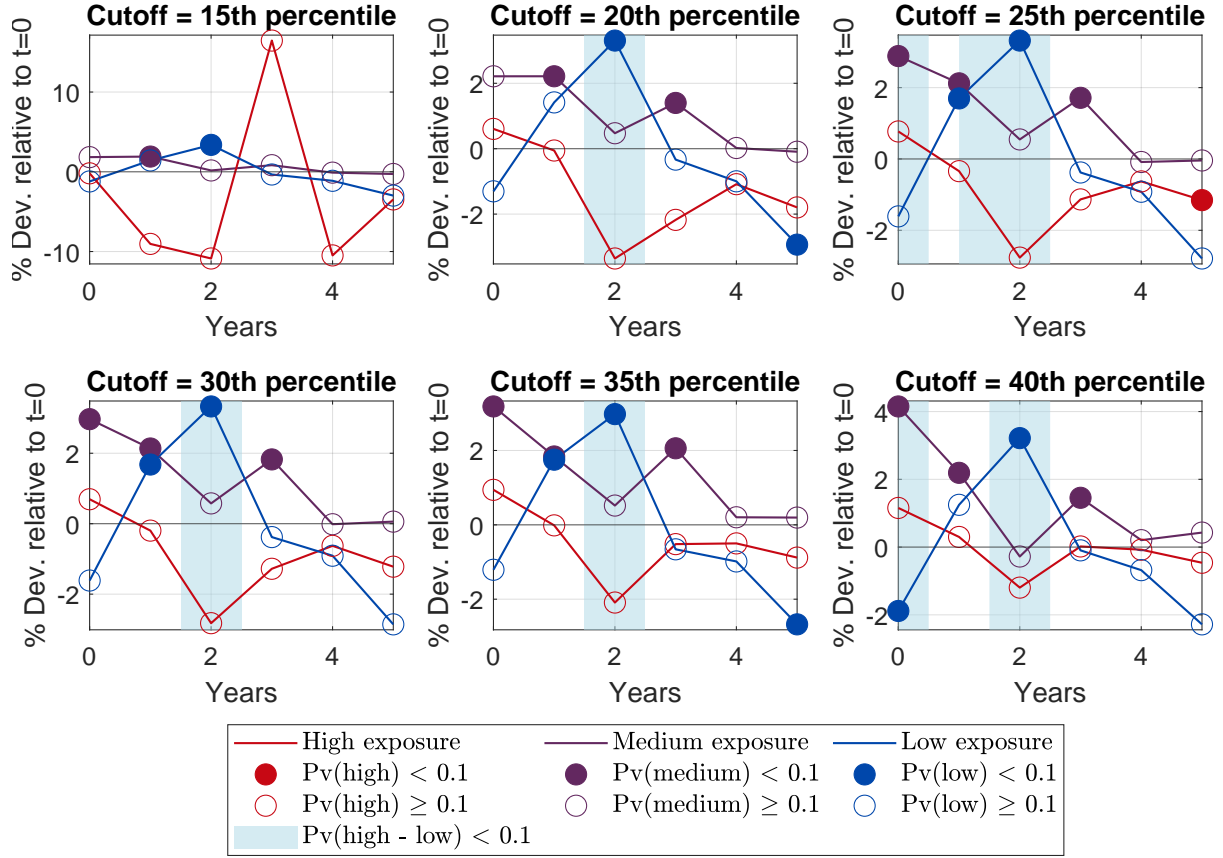 Cutoff = 15th percentile
% Dev. relative to t=0
10
0
-10
0
2
4
Years
Cutoff = 20th percentile
% Dev. relative to t=0
2
0
-2
0
2
4
Years
Cutoff = 25th percentile
% Dev. relative to t=0
2
0
-2
0
2
4
Years
Cutoff = 30th percentile
% Dev. relative to t=0
2
0
-2
0
2
4
Years
Cutoff = 35th percentile
% Dev. relative to t=0
2
0
-2
0
2
4
Years
Cutoff = 40th percentile
% Dev. relative to t=0
4
2
0
-2
0
2
4
Years
High exposure
Pv(high) < 0.1
Pv(high) ≥ 0.1
Pv(high - low) < 0.1
Medium exposure
Pv(medium) < 0.1
Pv(medium) ≥ 0.1
Low exposure
Pv(low) < 0.1
Pv(low) ≥ 0.1